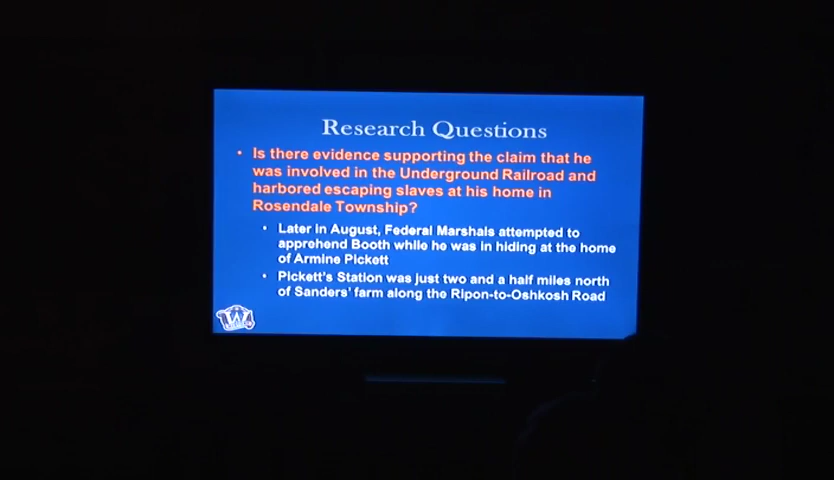 Research Questions
• Is there evidence supporting the claim that he
was involved in the Underground Railroad and
harbored escaping slaves at his home in
Rosendale Township?
• Later in August, Federal Marshals attempted to
apprehend Booth while he was in hiding at the home
of Armine Pickett
• Pickett's Station was just two and a half miles north
of Sanders' farm along the Ripon-to-Oshkosh Road
W